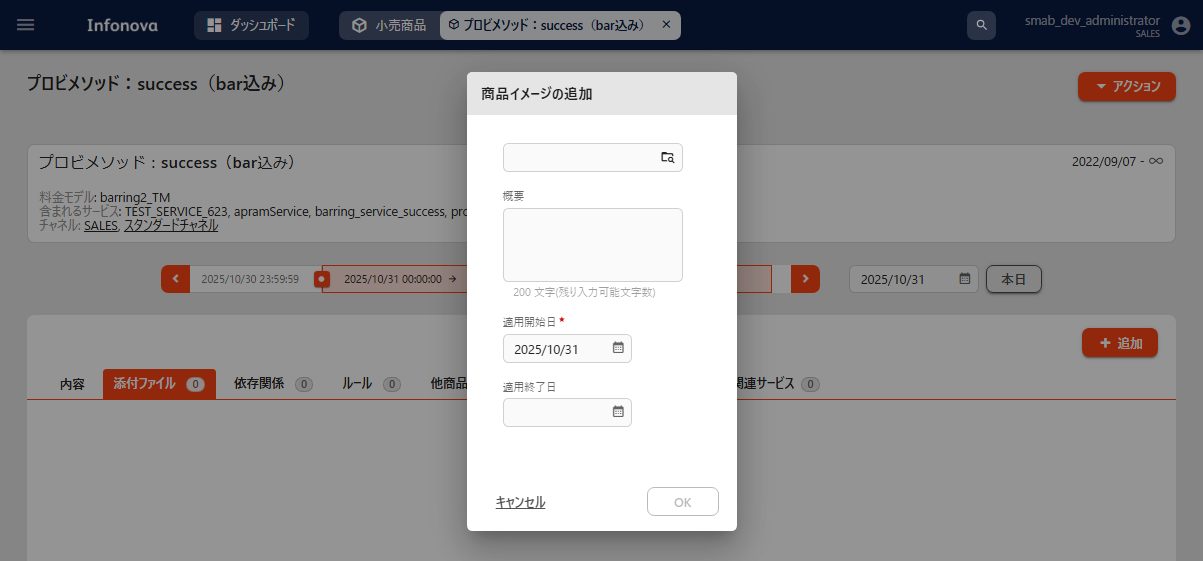 Infonova
ダッシュボード
小売商品
プロビメソッド：success（bar込み） ×
smab_dev_administrator
SALES
プロビメソッド：success（bar込み）
アクション
プロビメソッド：success（bar込み）
2022/09/07 - ∞
料金モデル: barring2_TM
含まれるサービス: TEST_SERVICE_623, apramService, barring_service_success, pro
チャネル: SALES, スタンダードチャネル
2025/10/30 23:59:59
2025/10/31 00:00:00 →
2025/10/31
本日
+ 追加
内容
添付ファイル 0
依存関係 0
ルール 0
他商品
関連サービス 0
商品イメージの追加
概要
200 文字(残り入力可能文字数)
適用開始日 *
2025/10/31
適用終了日
キャンセル
OK